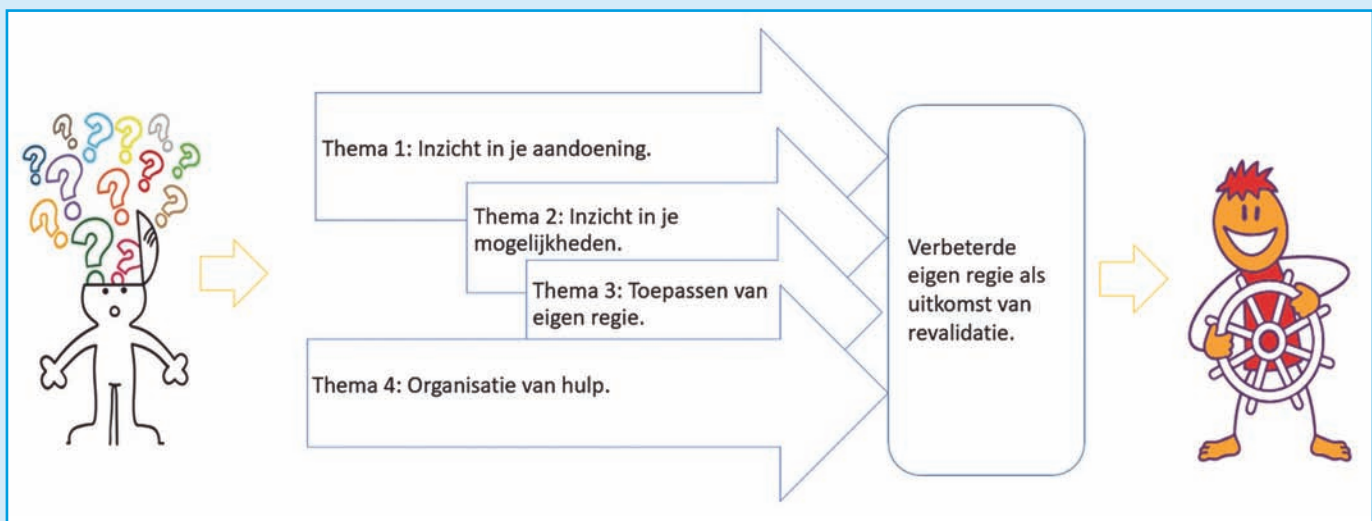 Thema 1: Inzicht in je aandoening.
Thema 2: Inzicht in je
mogelijkheden.
Thema 3: Toepassen van
eigen regie.
Thema 4: Organisatie van hulp.
Verbeterde
eigen regie als
uitkomst van
revalidatie.